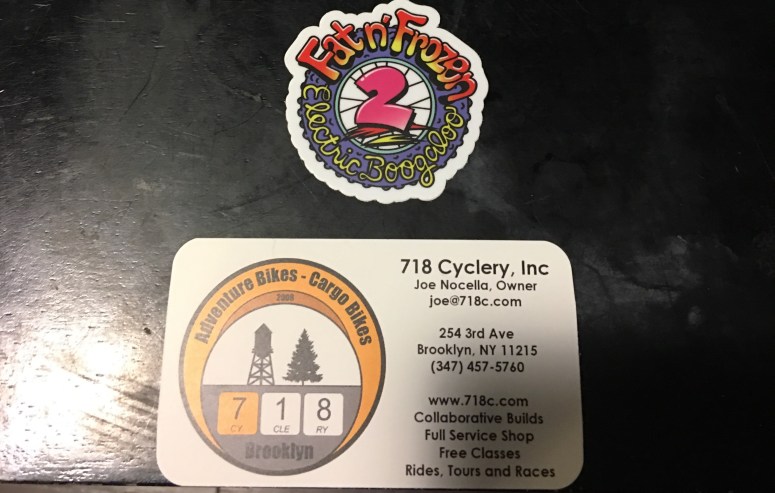 Fat n' Frozen
2
Electric Boogaloo
Adventure Bikes - Cargo Bikes
2008
7 1 8
CY CLE RY
Brooklyn
718 Cyclery, Inc
Joe Nocella, Owner
joe@718c.com
254 3rd Ave
Brooklyn, NY 11215
(347) 457-5760
www.718c.com
Collaborative Builds
Full Service Shop
Free Classes
Rides, Tours and Races